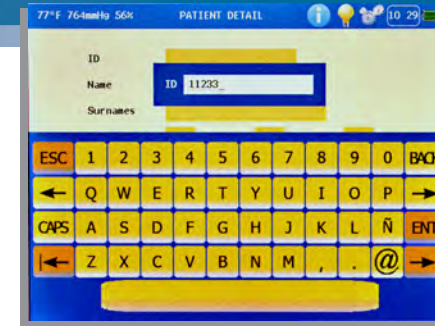 77°F 764mmHg 56% PATIENT DETAIL i 10 29
ID
Name ID 11233_
Surnames
ESC 1 2 3 4 5 6 7 8 9 0 BACK
← Q W E R T Y U I O P →
CAPS A S D F G H J K L Ñ ENT
|← Z X C V B N M , . @ →